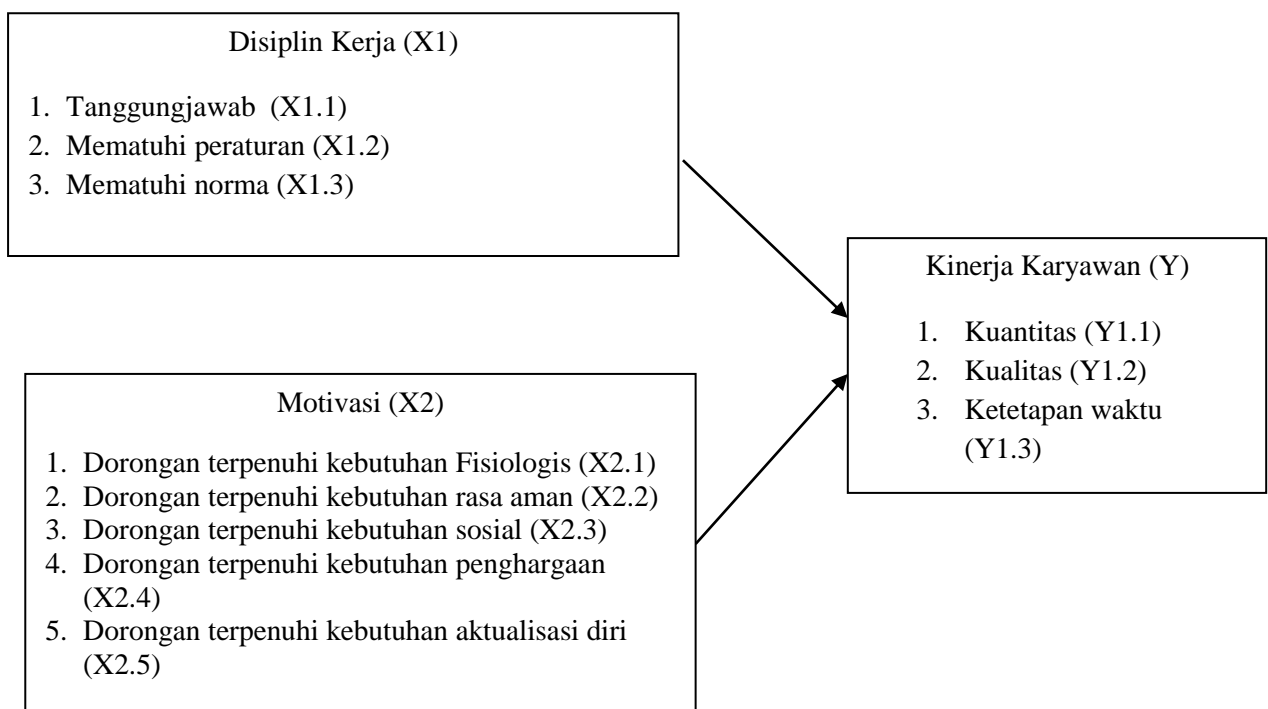 Disiplin Kerja (X1)
1. Tanggungjawab (X1.1)
2. Mematuhi peraturan (X1.2)
3. Mematuhi norma (X1.3)
Motivasi (X2)
1. Dorongan terpenuhi kebutuhan Fisiologis (X2.1)
2. Dorongan terpenuhi kebutuhan rasa aman (X2.2)
3. Dorongan terpenuhi kebutuhan sosial (X2.3)
4. Dorongan terpenuhi kebutuhan penghargaan
(X2.4)
5. Dorongan terpenuhi kebutuhan aktualisasi diri
(X2.5)
Kinerja Karyawan (Y)
1. Kuantitas (Y1.1)
2. Kualitas (Y1.2)
3. Ketetapan waktu
(Y1.3)